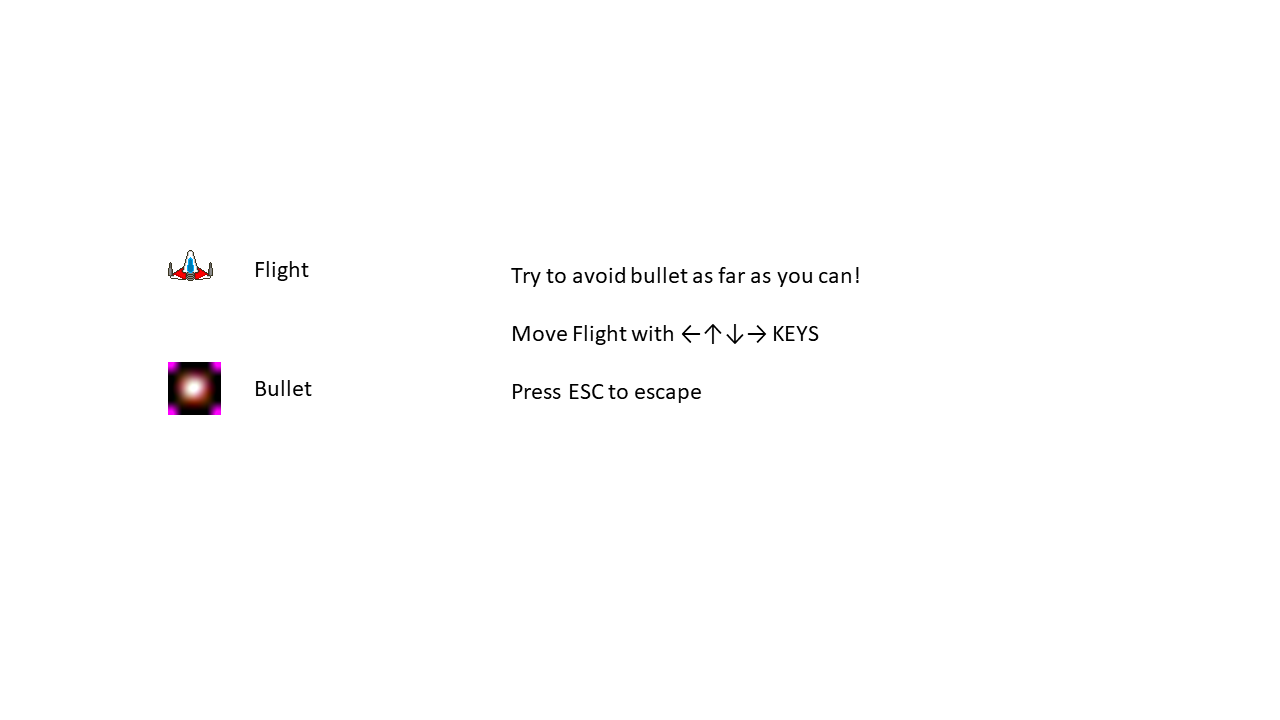 Flight
Try to avoid bullet as far as you can!
Move Flight with ←↑↓→ KEYS
Bullet
Press ESC to escape